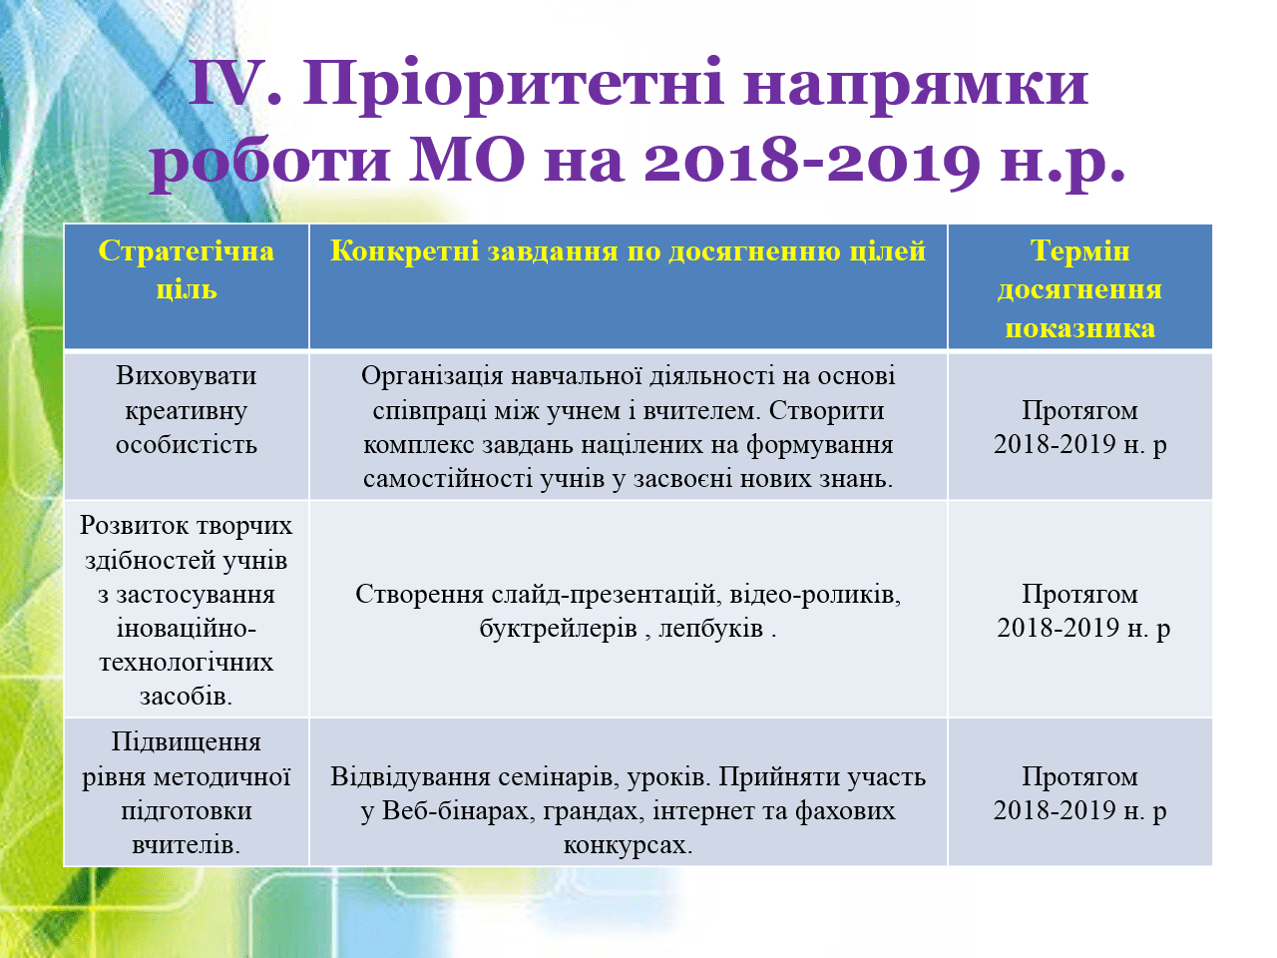 IV. Пріоритетні напрямки
роботи МО на 2018-2019 н.р.
Стратегічна
ціль
Конкретні завдання по досягненню цілей
Термін
досягнення
показника
Виховувати
креативну
особистість
Організація навчальної діяльності на основі
співпраці між учнем і вчителем. Створити
комплекс завдань націлених на формування
самостійності учнів у засвоєні нових знань.
Протягом
2018-2019 н. р
Розвиток творчих
здібностей учнів
з застосування
іноваційно-
технологічних
засобів.
Створення слайд-презентацій, відео-роликів,
буктрейлерів , лепбуків .
Протягом
2018-2019 н. р
Підвищення
рівня методичної
підготовки
вчителів.
Відвідування семінарів, уроків. Прийняти участь
у Веб-бінарах, грандах, інтернет та фахових
конкурсах.
Протягом
2018-2019 н. р